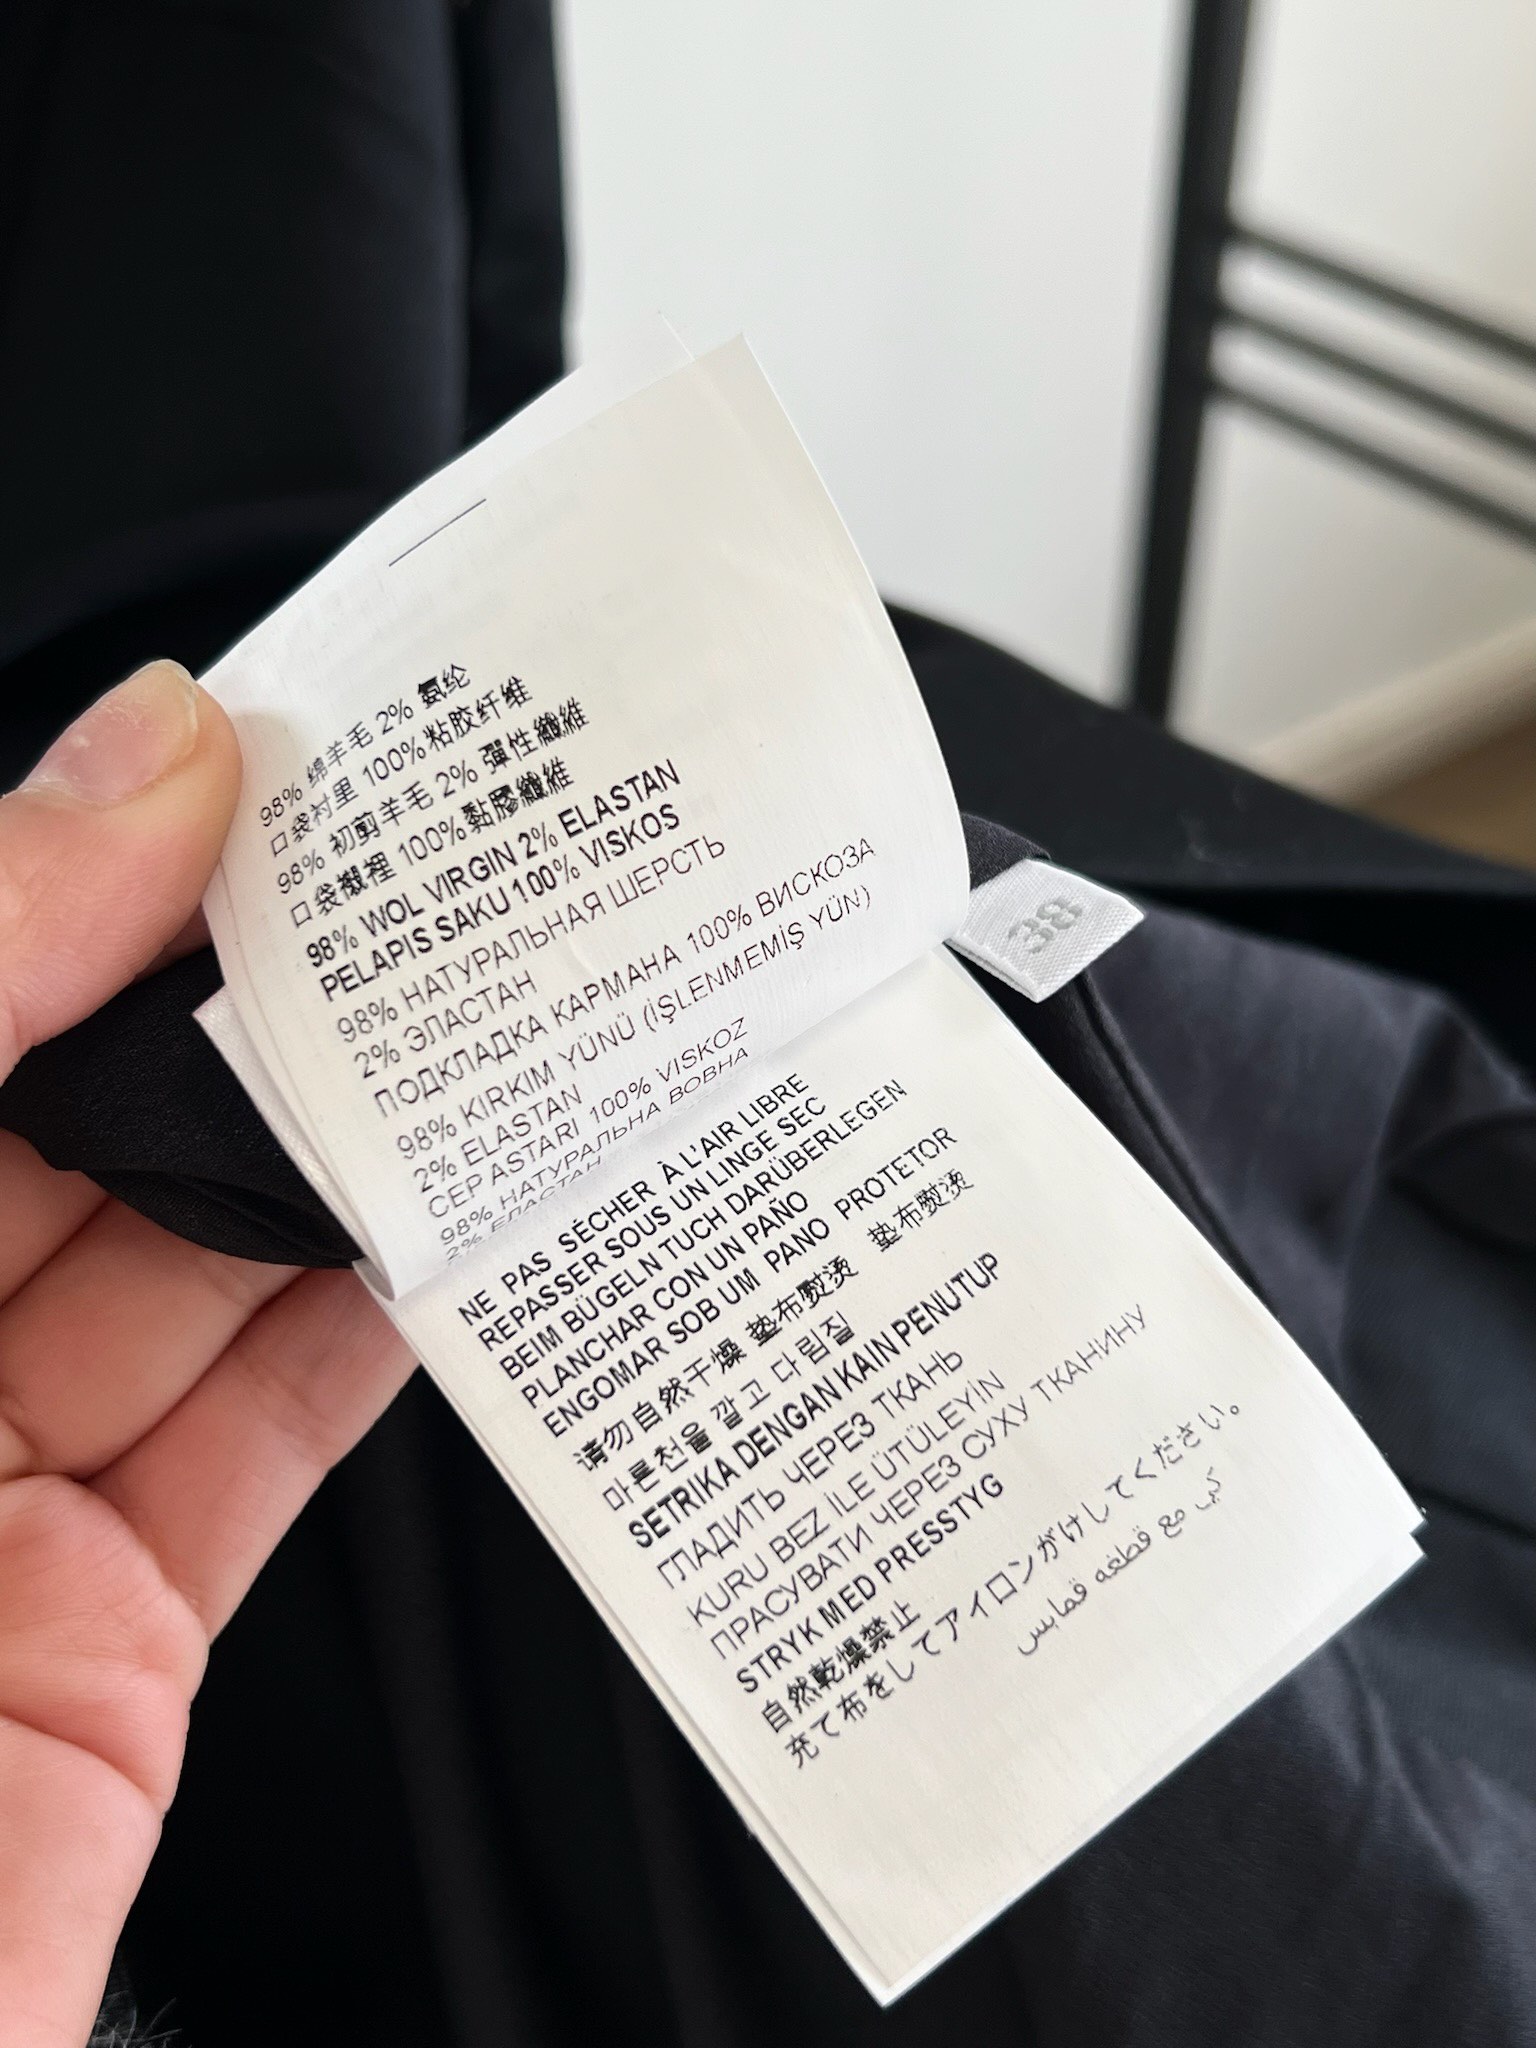 98% 绵羊毛 2% 氨纶
口袋衬里 100% 粘胶纤维
98% 初剪羊毛 2% 彈性纖維
口袋襯裡 100% 黏膠纖維
98% WOL VIRGIN 2% ELASTAN
PELAPIS SAKU 100% VISKOS
98% НАТУРАЛЬНАЯ ШЕРСТЬ
2% ЭЛАСТАН
ПОДКЛАДКА КАРМАНА 100% ВИСКОЗА
98% KIRKIM YÜNÜ (İŞLENMEMİŞ YÜN)
2% ELASTAN
CEP ASTARI 100% VISKOZ
98% НАТУРАЛЬНА ВОВНА
2% ЕЛАСТАН
NE PAS SÉCHER À L'AIR LIBRE
REPASSER SOUS UN LINGE SEC
BEIM BÜGELN TUCH DARÜBERLEGEN
PLANCHAR CON UN PAÑO
ENGOMAR SOB UM PANO PROTETOR
请勿自然干燥 垫布熨烫 垫布熨烫
마른천을 깔고 다림질
SETRIKA DENGAN KAIN PENUTUP
ГЛАДИТЬ ЧЕРЕЗ ТКАНЬ
KURU BEZ ILE ÜTÜLEYİN
ПРАСУВАТИ ЧЕРЕЗ СУХУ ТКАНИНУ
STRYK MED PRESSTYG
自然乾燥禁止
充て布をしてアイロンがけしてください。
كي مع قطعه قمابس
38